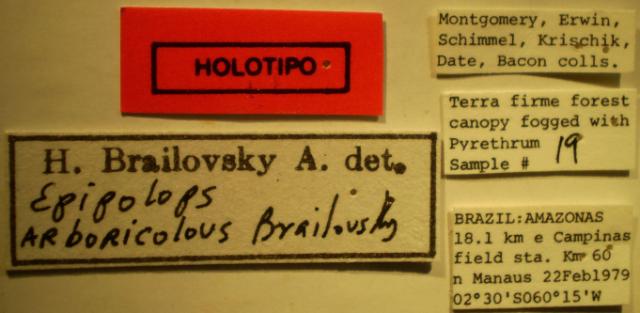 HOLOTIPO
H. Brailovsky A. det.
Epipolops
ARboRicolous Brailovsky
Montgomery, Erwin,
Schimmel, Krischik,
Date, Bacon colls.
Terra firme forest
canopy fogged with
Pyrethrum
Sample # 19
BRAZIL:AMAZONAS
18.1 km e Campinas
field sta. Km 60
n Manaus 22Feb1979
02°30'S060°15'W